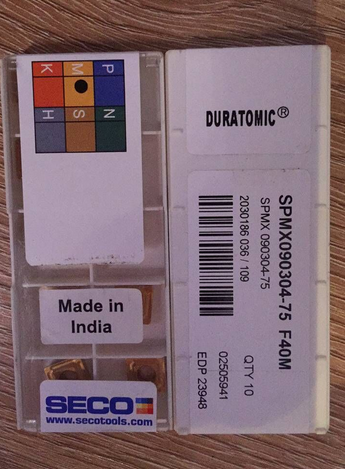 P M K
N S H
Made in
India
SECO
www.secotools.com
DURATOMIC®
SPMX090304-75 F40M
SPMX 090304-75
2030186 036 / 109
QTY 10
02505941
EDP 23948